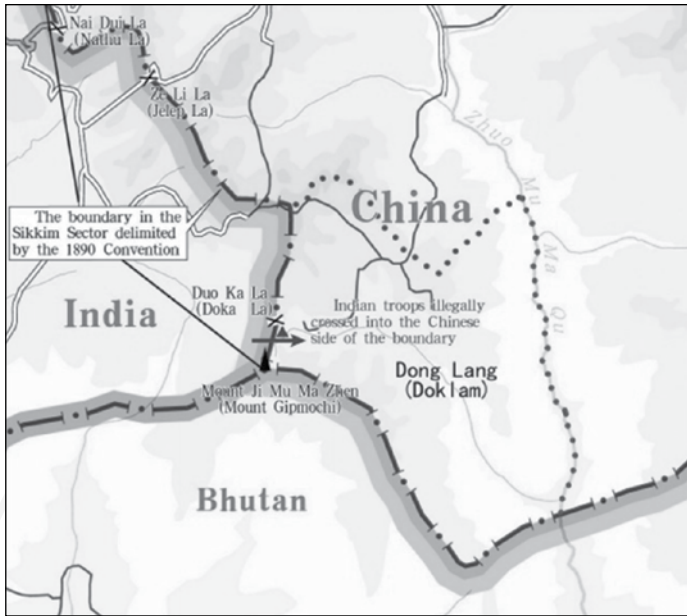 Nai Dui La
(Nathu La)
Ze Li La
(Jelep La)
Zhuo Mu Ma Qu
China
The boundary in the
Sikkim Sector delimited
by the 1890 Convention
Duo Ka La
(Doka La)
India
Indian troops illegally
crossed into the Chinese
side of the boundary
Dong Lang
(Doklam)
Mount Ji Mu Ma Zhen
(Mount Gipmochi)
Bhutan